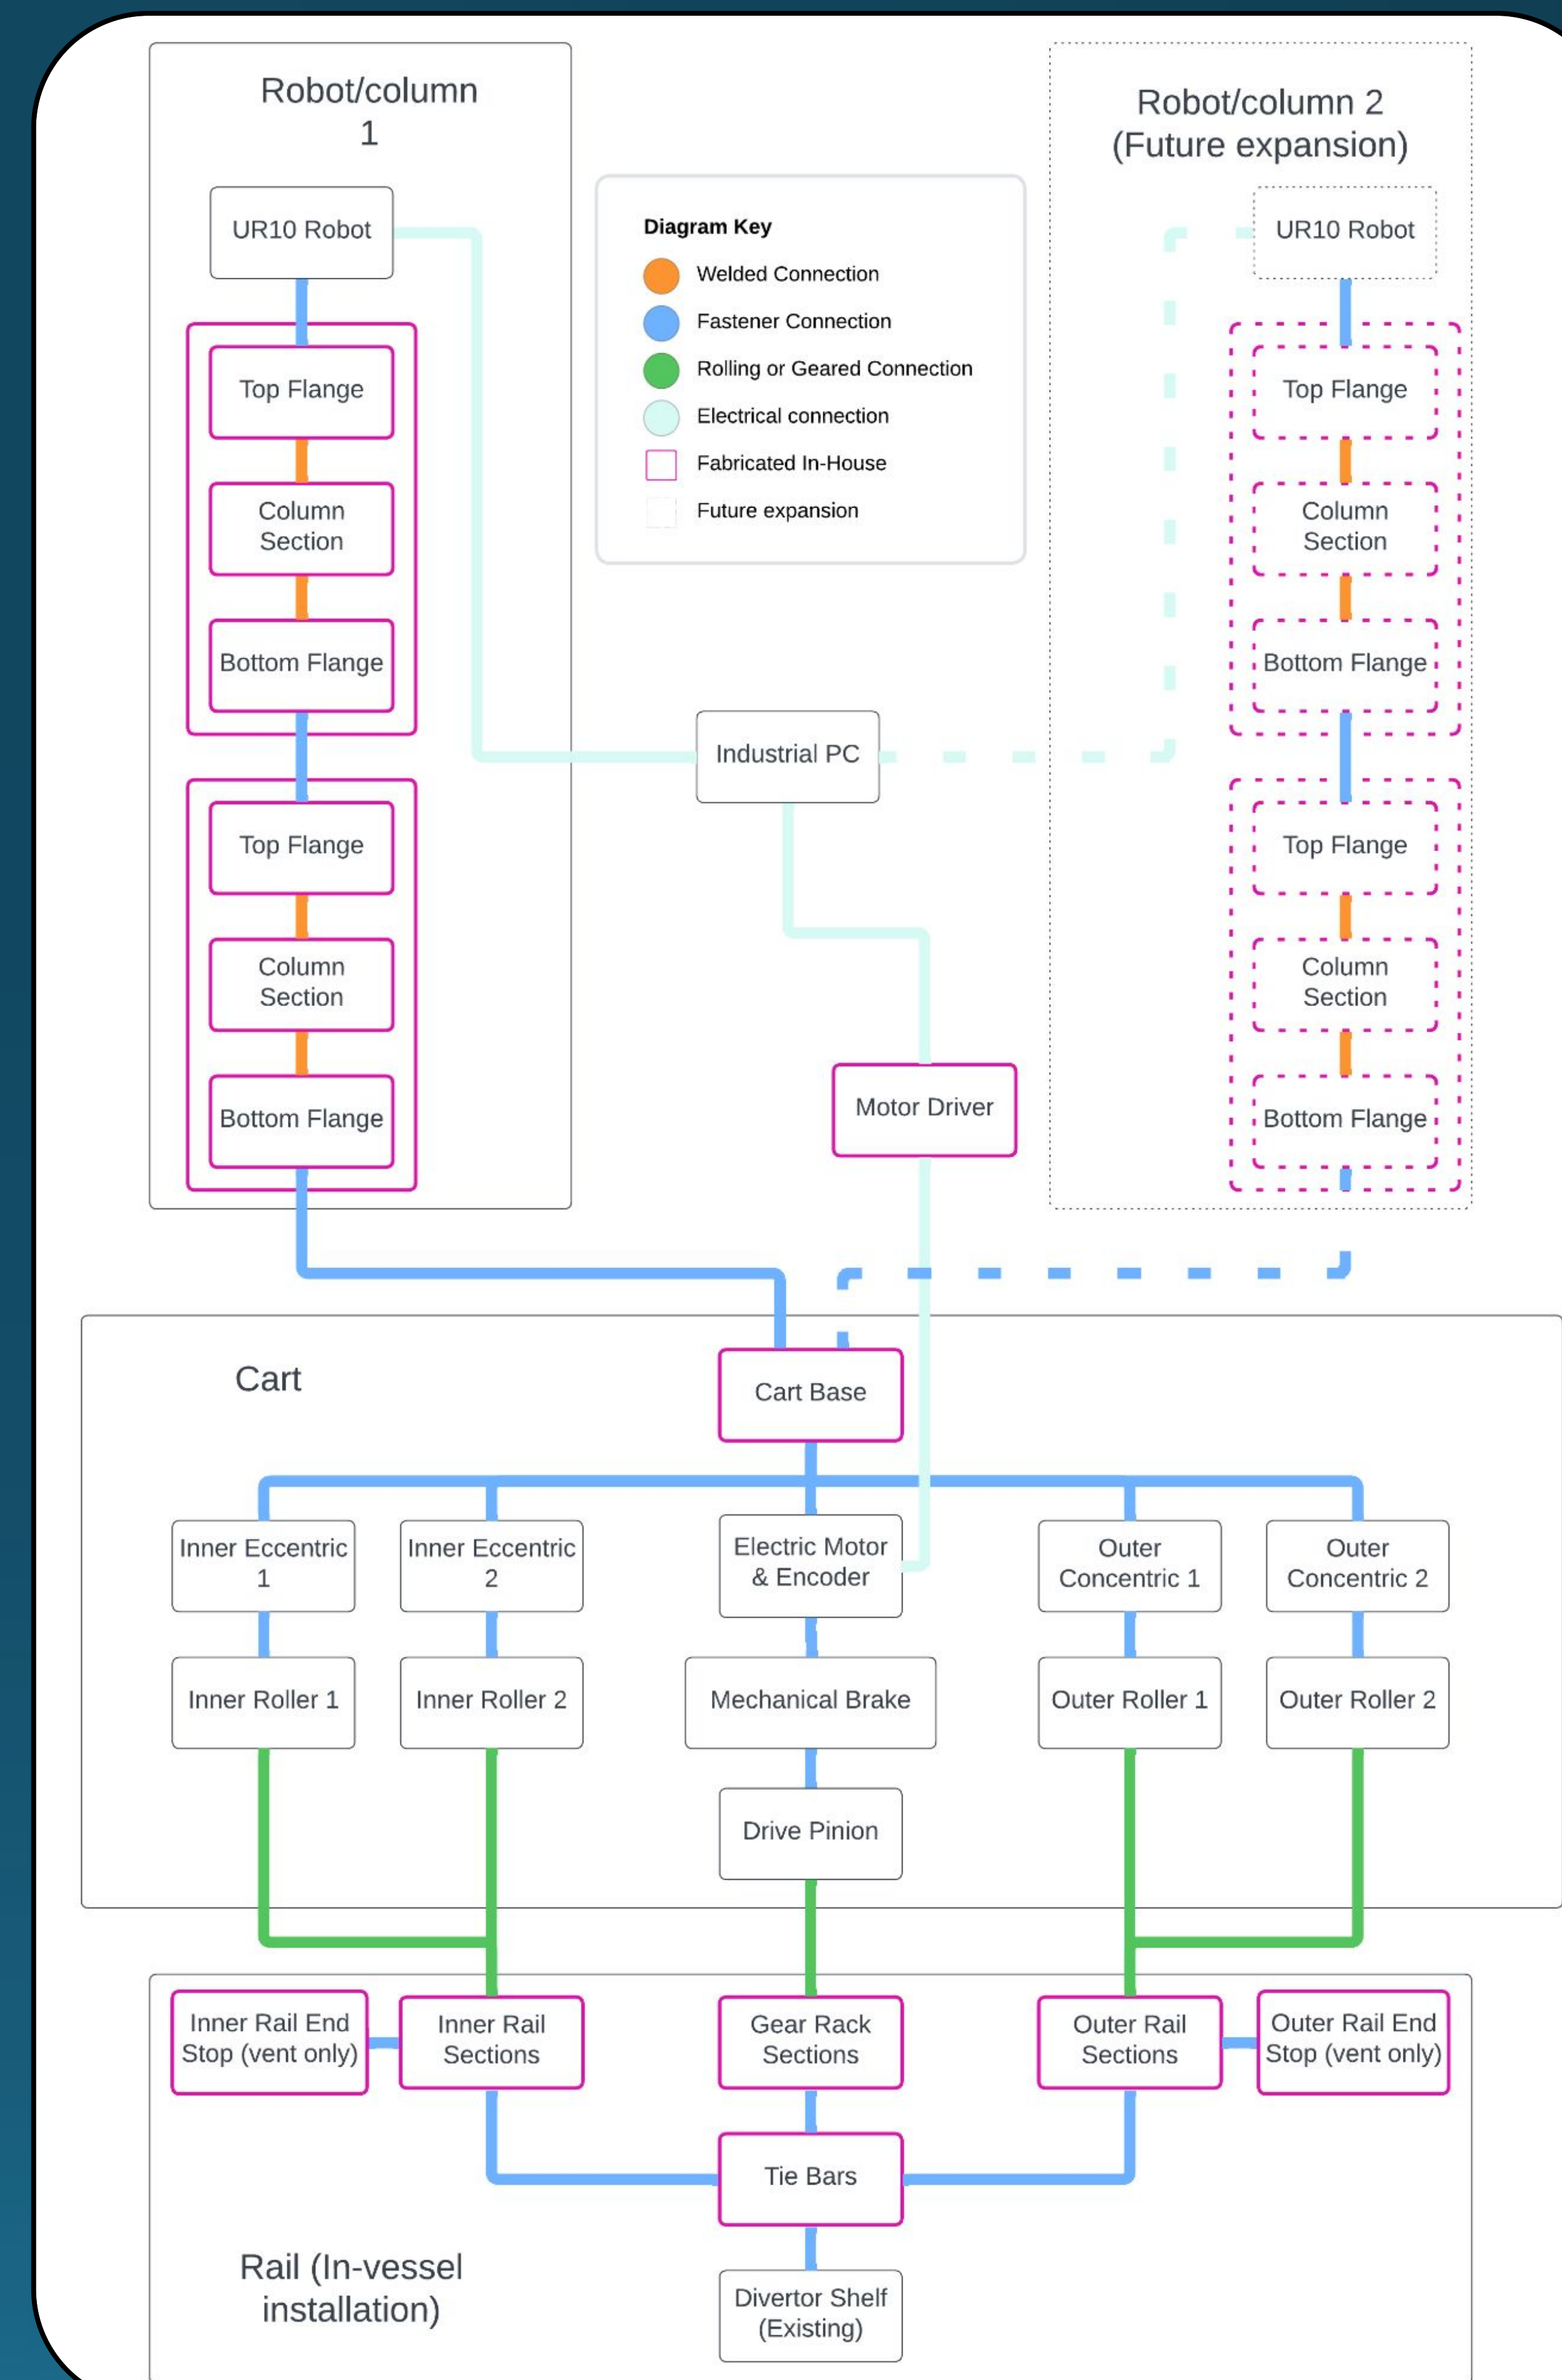 Robot/column
1
UR10 Robot
Top Flange
Column
Section
Bottom Flange
Top Flange
Column
Section
Bottom Flange
Diagram Key
Welded Connection
Fastener Connection
Rolling or Geared Connection
Electrical connection
Fabricated In-House
Future expansion
Industrial PC
Motor Driver
Robot/column 2
(Future expansion)
UR10 Robot
Top Flange
Column
Section
Bottom Flange
Top Flange
Column
Section
Bottom Flange
Cart
Cart Base
Inner Eccentric
1
Inner Eccentric
2
Electric Motor
& Encoder
Outer
Concentric 1
Outer
Concentric 2
Inner Roller 1
Inner Roller 2
Mechanical Brake
Outer Roller 1
Outer Roller 2
Drive Pinion
Inner Rail End
Stop (vent only)
Inner Rail
Sections
Gear Rack
Sections
Outer Rail
Sections
Outer Rail End
Stop (vent only)
Tie Bars
Rail (In-vessel
installation)
Divertor Shelf
(Existing)